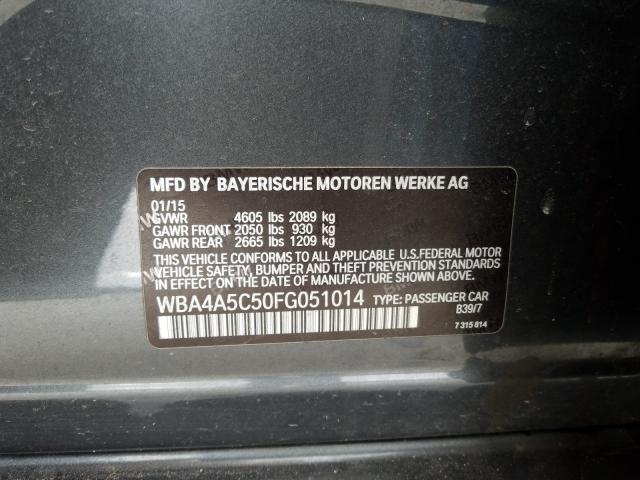 MFD BY BAYERISCHE MOTOREN WERKE AG
01/15
GVWR 4605 lbs 2089 kg
GAWR FRONT 2050 lbs 930 kg
GAWR REAR 2665 lbs 1209 kg
THIS VEHICLE CONFORMS TO ALL APPLICABLE U.S.FEDERAL MOTOR
VEHICLE SAFETY, BUMPER AND THEFT PREVENTION STANDARDS
IN EFFECT ON THE DATE OF MANUFACTURE SHOWN ABOVE.
WBA4A5C50FG051014 TYPE: PASSENGER CAR
B39/7
7 315 814